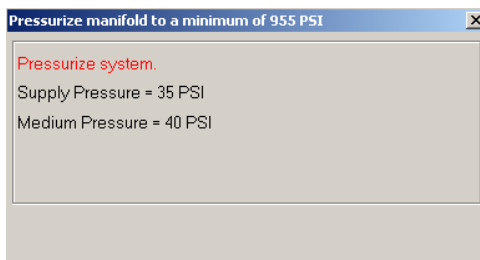 Pressurize manifold to a minimum of 955 PSI
Pressurize system.
Supply Pressure = 35 PSI
Medium Pressure = 40 PSI